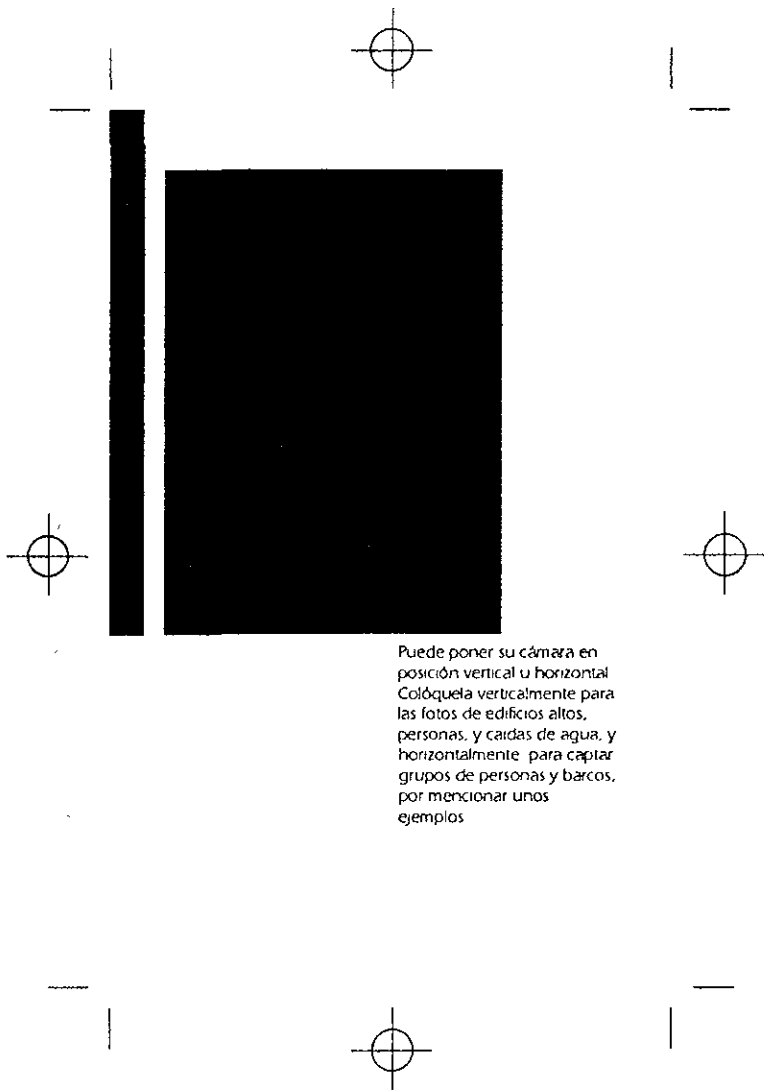 Puede poner su cámara en
posición vertical u horizontal
Colóquela verticalmente para
las fotos de edificios altos,
personas, y caidas de agua, y
horizontalmente para captar
grupos de personas y barcos,
por mencionar unos
ejemplos